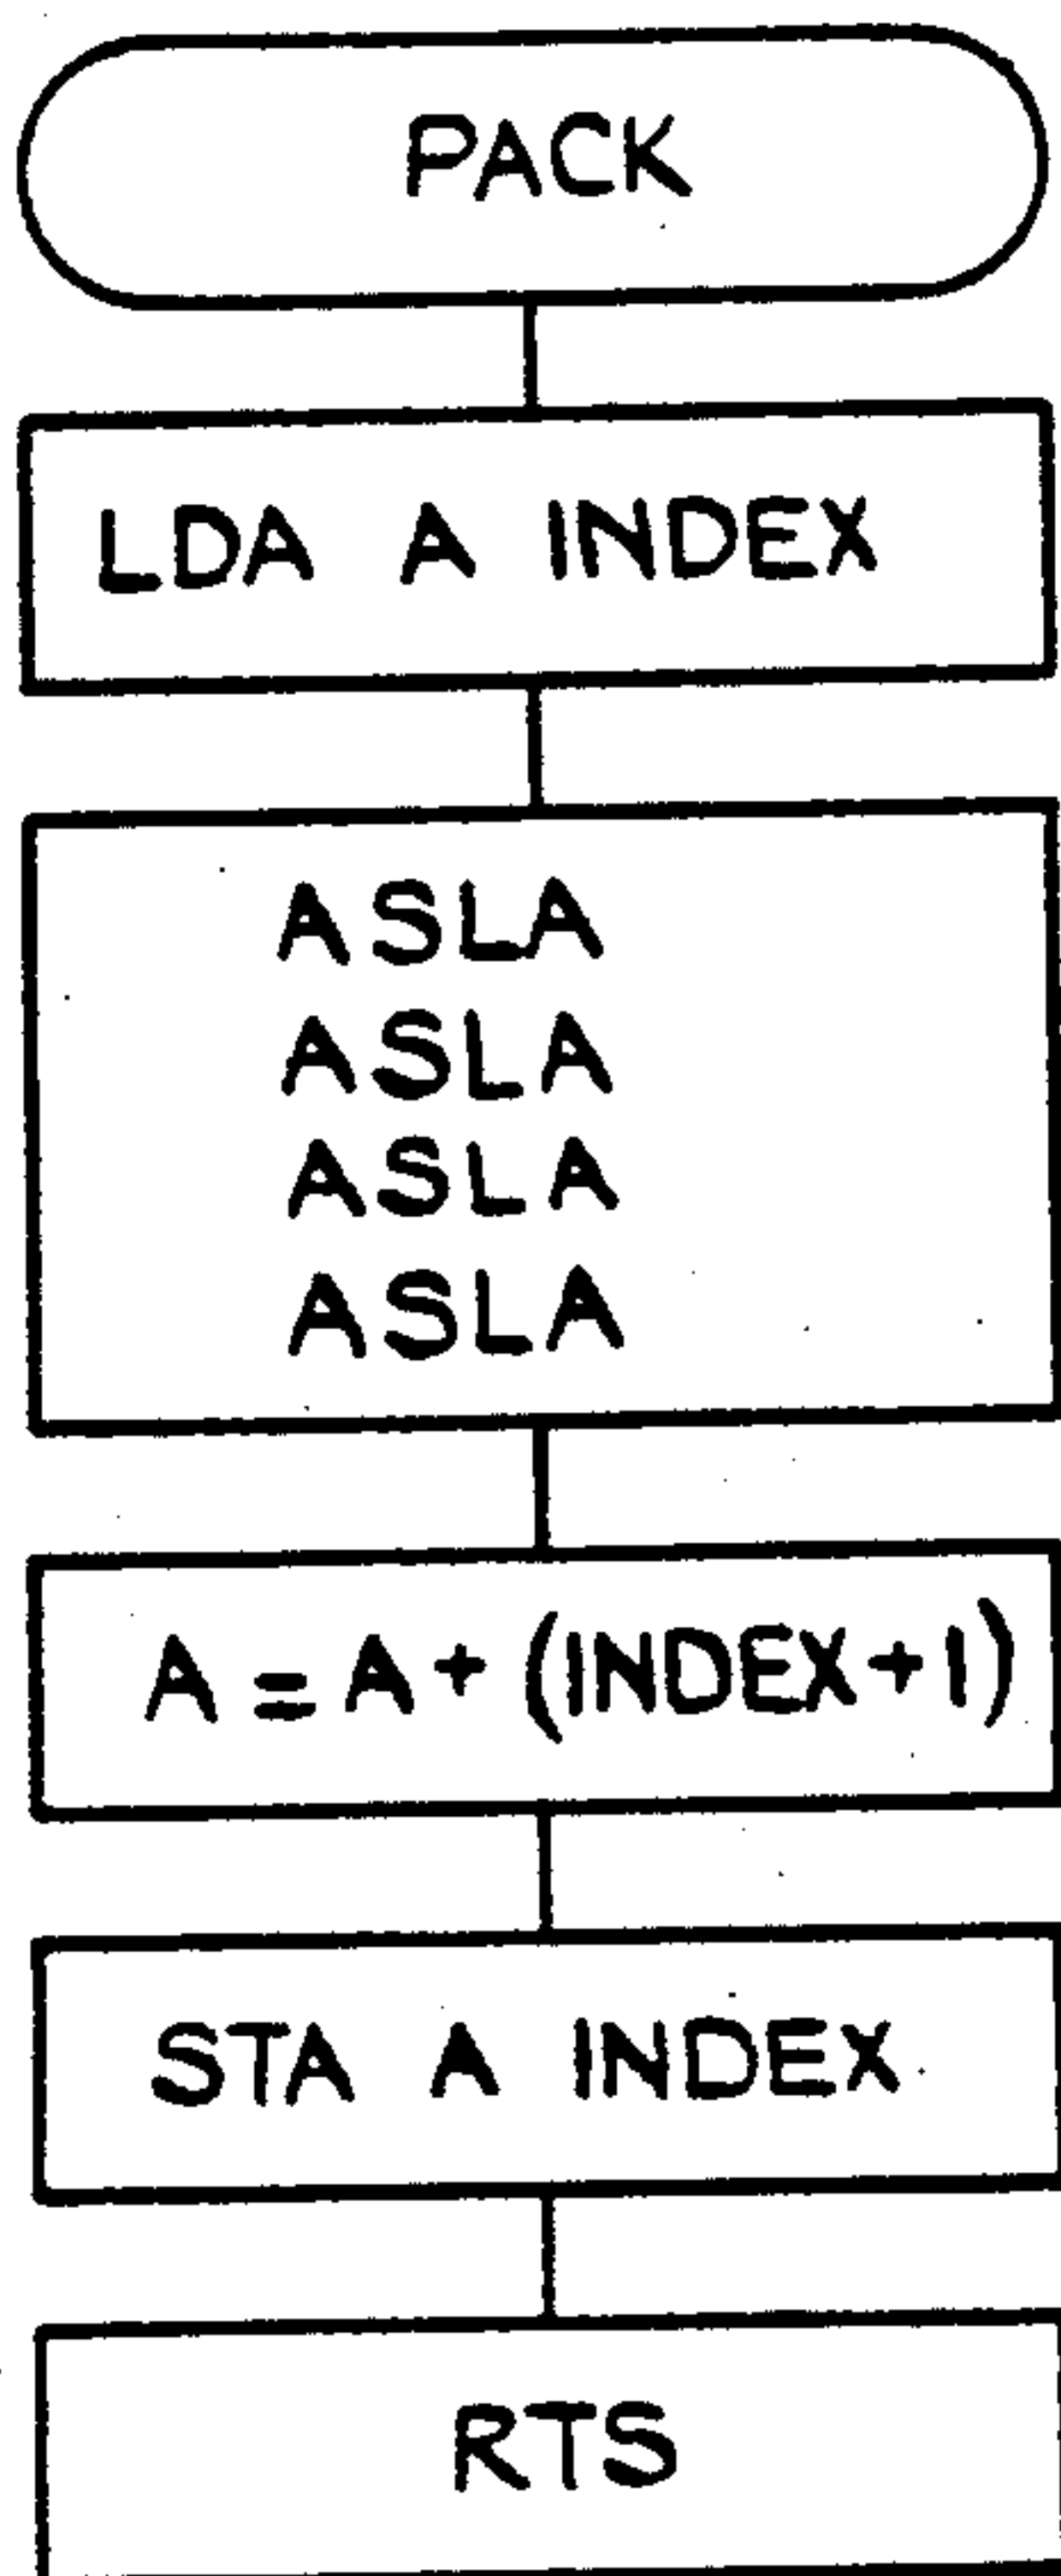 PACK
LDA A INDEX
ASLA
ASLA
ASLA
ASLA
A = A + (INDEX+1)
STA A INDEX
RTS